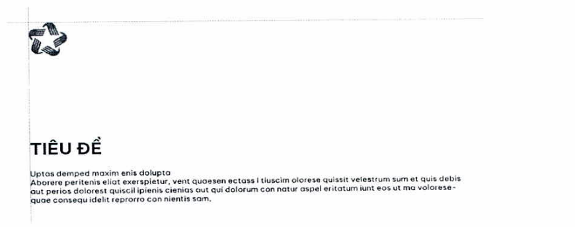 TIÊU ĐỀ
Uptas demped maxim enis dolupta
Aborere peritenis eliat exerspietur, vent quaesen ectass i tiuscim olorese quissit velestrum sum et quis debis
aut perios dolorest quiscil ipienis cienias aut qui dolorum con natur aspel eritatum iunt eos ut ma volorese-
quae consequ idelit reprorro con nientis sam.